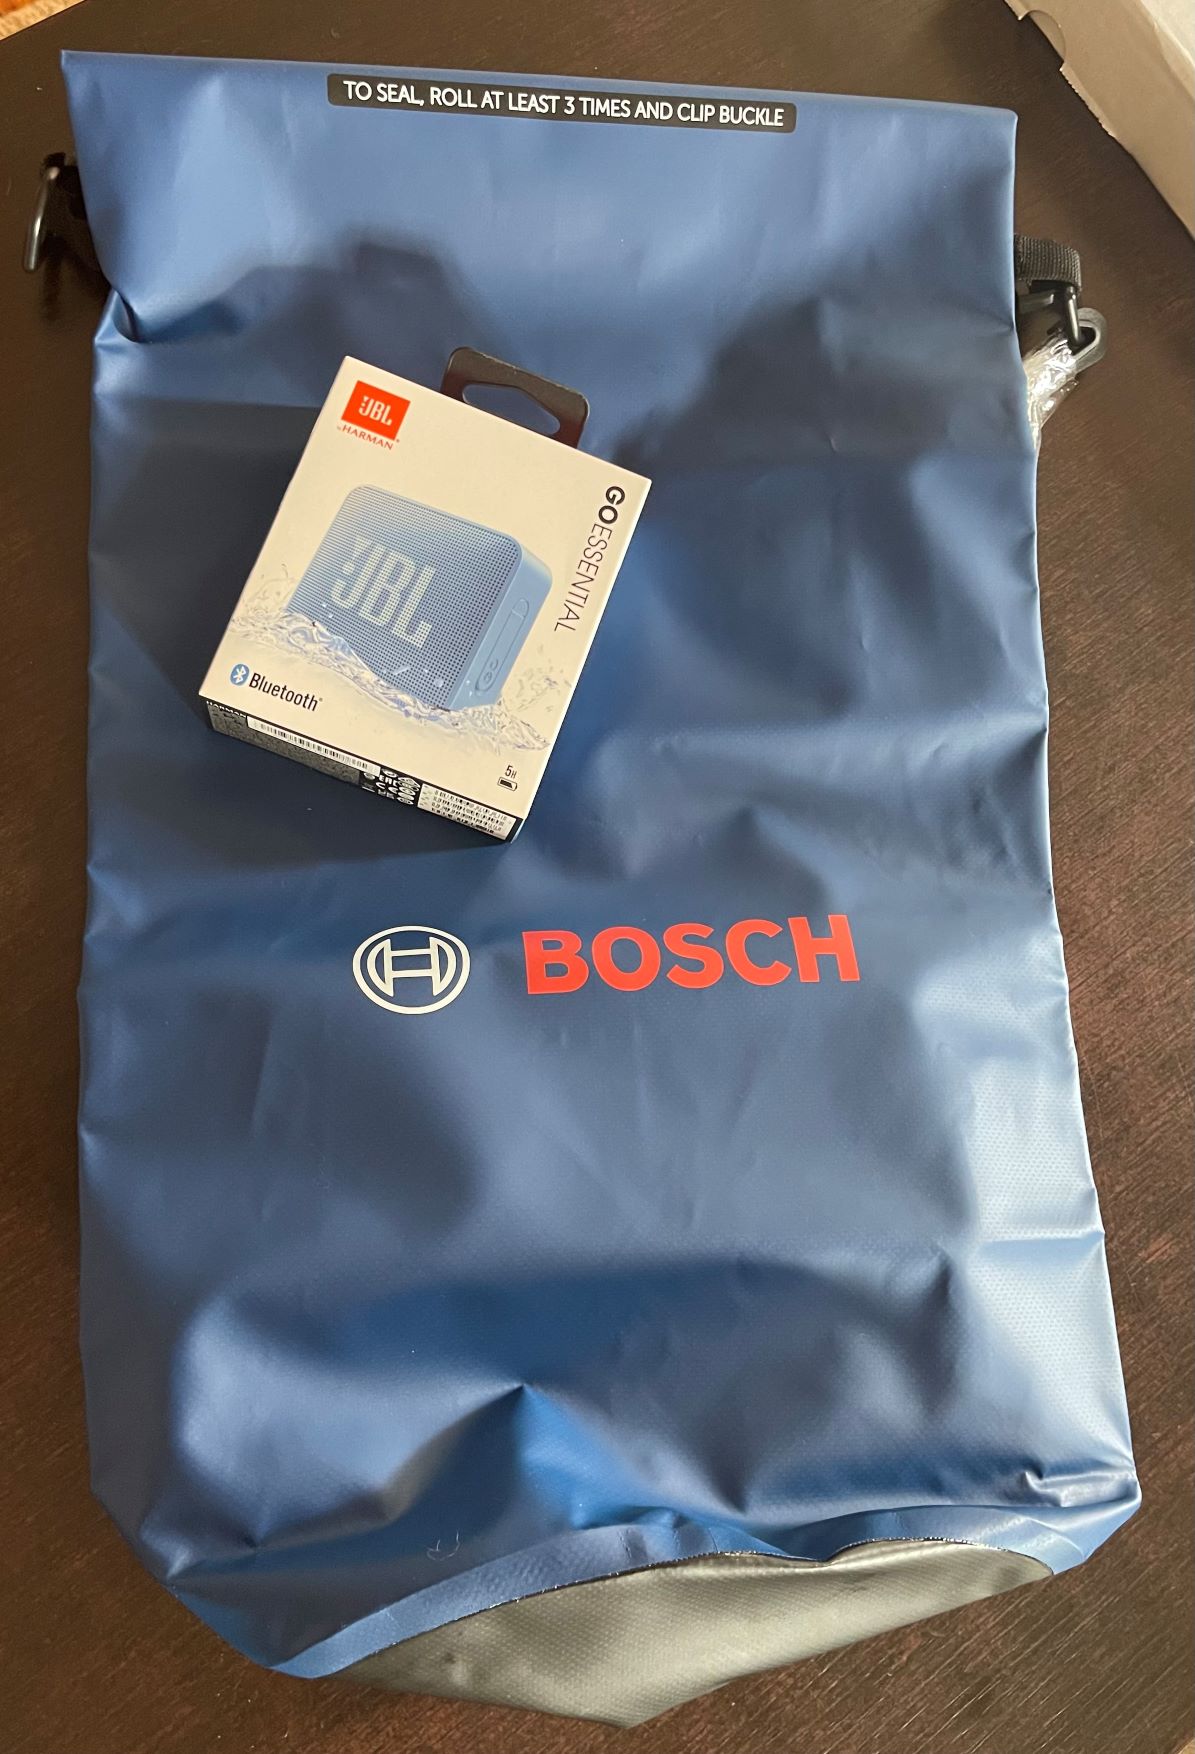 TO SEAL, ROLL AT LEAST 3 TIMES AND CLIP BUCKLE
JBL
by HARMAN
GO ESSENTIAL
JBL
Bluetooth®
5H
HARMAN
BOSCH